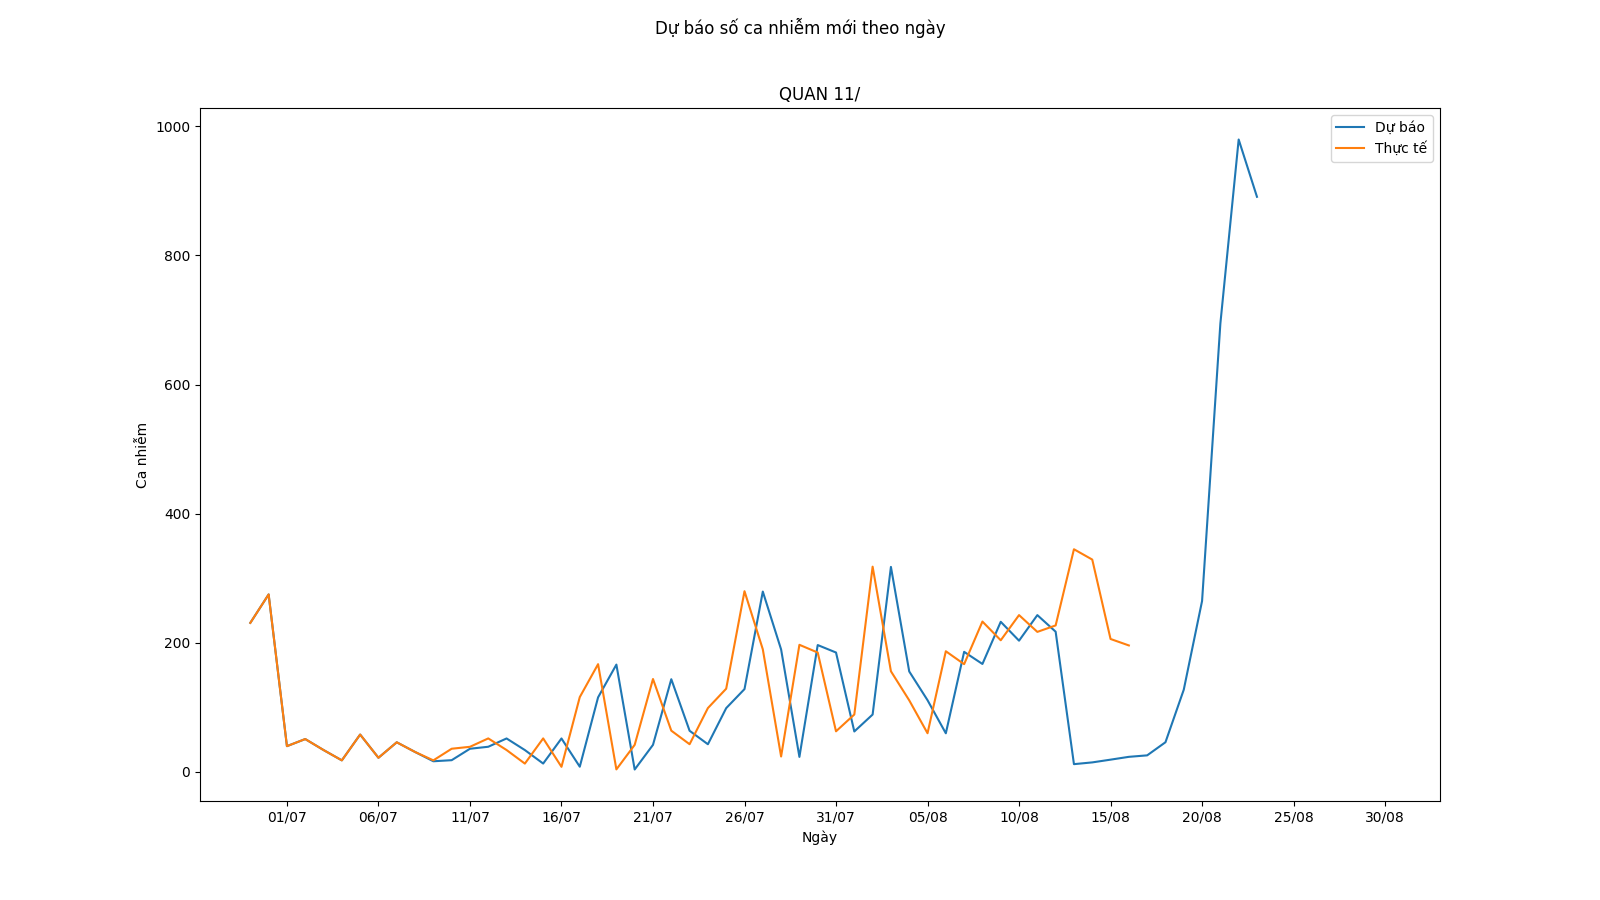 Dự báo số ca nhiễm mới theo ngày
QUAN 11/
Dự báo
Thực tế
1000
800
600
400
200
0
Ca nhiễm
01/07 06/07 11/07 16/07 21/07 26/07 31/07 05/08 10/08 15/08 20/08 25/08 30/08
Ngày